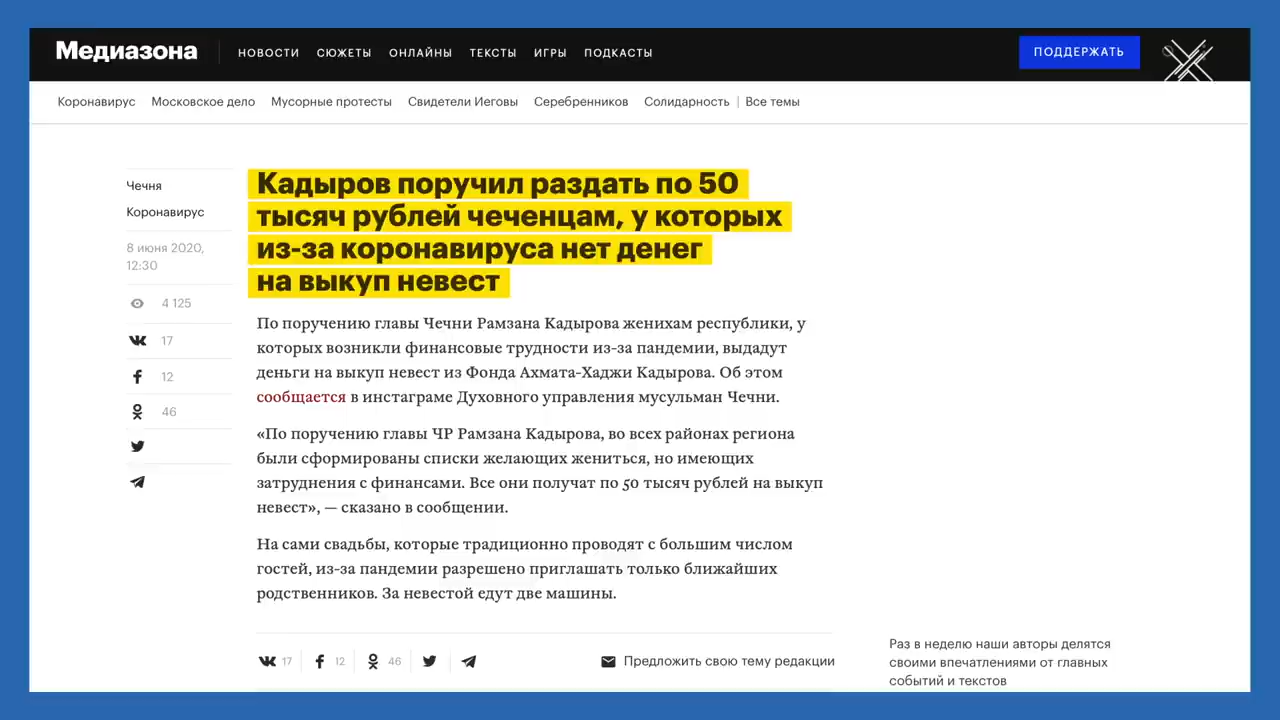 Медиазона
НОВОСТИ СЮЖЕТЫ ОНЛАЙНЫ ТЕКСТЫ ИГРЫ ПОДКАСТЫ
ПОДДЕРЖАТЬ
Коронавирус Московское дело Мусорные протесты Свидетели Иеговы Серебренников Солидарность | Все темы
Чечня
Коронавирус
8 июня 2020,
12:30
4 125
17
12
46
Кадыров поручил раздать по 50
тысяч рублей чеченцам, у которых
из-за коронавируса нет денег
на выкуп невест
По поручению главы Чечни Рамзана Кадырова женихам республики, у
которых возникли финансовые трудности из-за пандемии, выдадут
деньги на выкуп невест из Фонда Ахмата-Хаджи Кадырова. Об этом
сообщается в инстаграме Духовного управления мусульман Чечни.
«По поручению главы ЧР Рамзана Кадырова, во всех районах региона
были сформированы списки желающих жениться, но имеющих
затруднения с финансами. Все они получат по 50 тысяч рублей на выкуп
невест», — сказано в сообщении.
На сами свадьбы, которые традиционно проводят с большим числом
гостей, из-за пандемии разрешено приглашать только ближайших
родственников. За невестой едут две машины.
17 12 46
Предложить свою тему редакции
Раз в неделю наши авторы делятся
своими впечатлениями от главных
событий и текстов